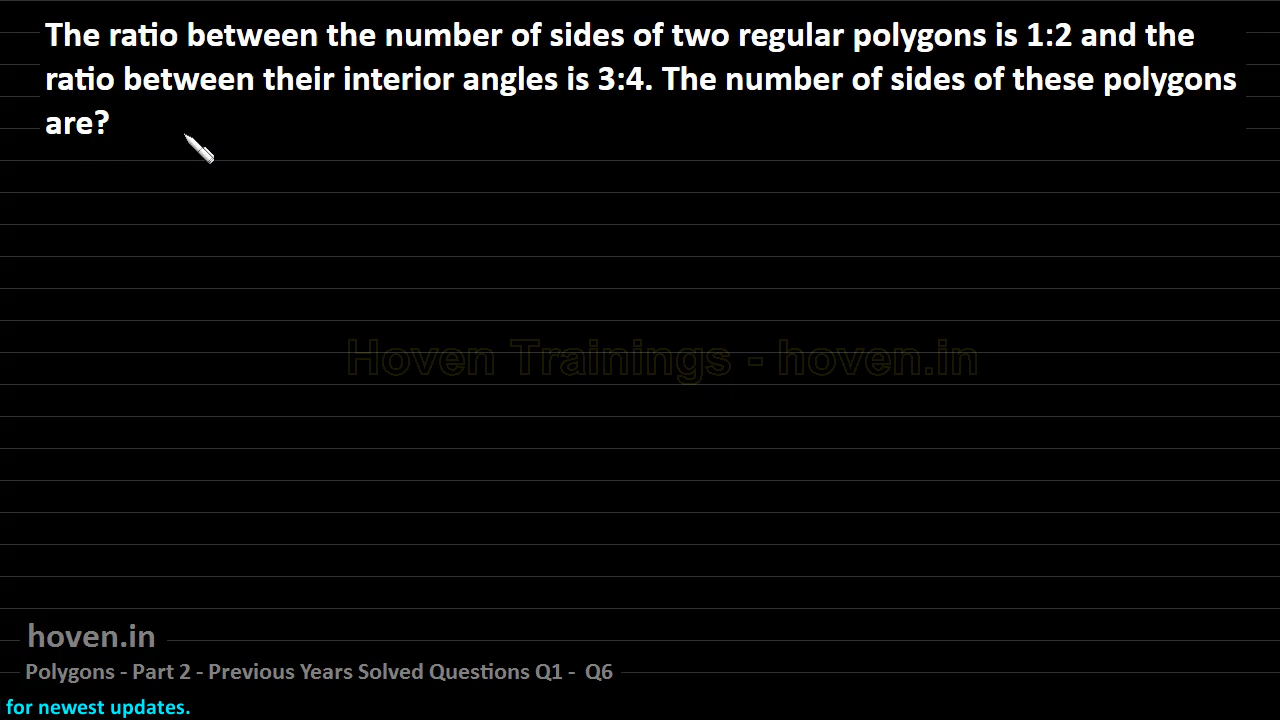 The ratio between the number of sides of two regular polygons is 1:2 and the
ratio between their interior angles is 3:4. The number of sides of these polygons
are?
Hoven Trainings - hoven.in
hoven.in
Polygons - Part 2 - Previous Years Solved Questions Q1 - Q6
for newest updates.